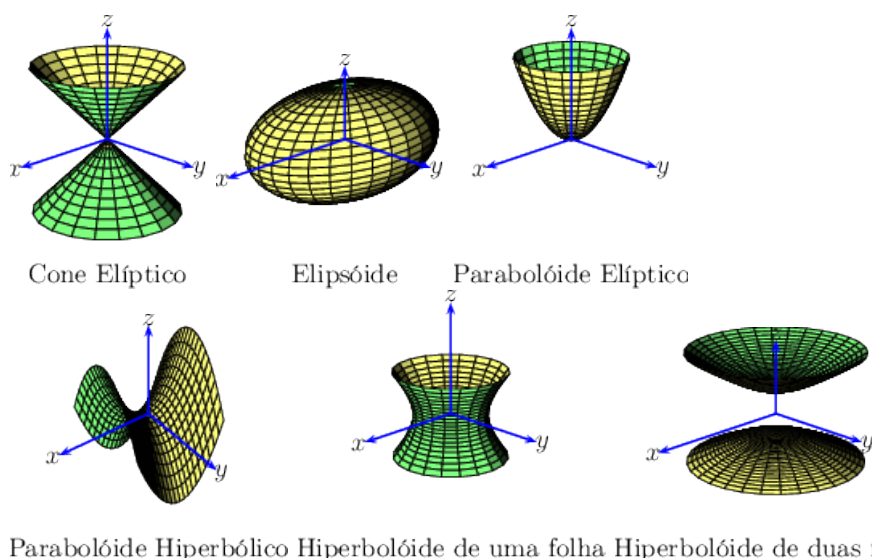 z
x
y
z
x
y
z
x
y
Cone Elíptico
Elipsóide
Parabolóide Elíptico
z
x
y
z
x
y
x
y
Parabolóide Hiperbólico
Hiperbolóide de uma folha
Hiperbolóide de duas